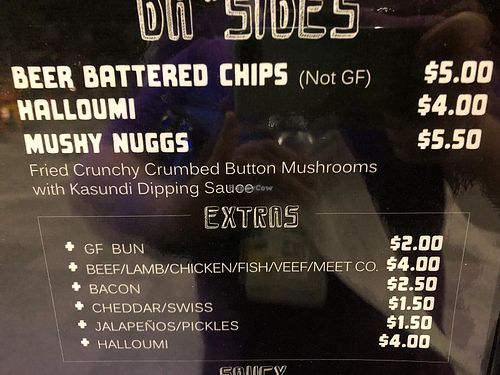 DA SIDES
BEER BATTERED CHIPS (Not GF) $5.00
HALLOUMI $4.00
MUSHY NUGGS $5.50
Fried Crunchy Crumbed Button Mushrooms
with Kasundi Dipping Sauce
EXTRAS
+ GF BUN $2.00
+ BEEF/LAMB/CHICKEN/FISH/VEEF/MEET CO. $4.00
+ BACON $2.50
+ CHEDDAR/SWISS $1.50
+ JALAPEÑOS/PICKLES $1.50
+ HALLOUMI $4.00
SAUCY